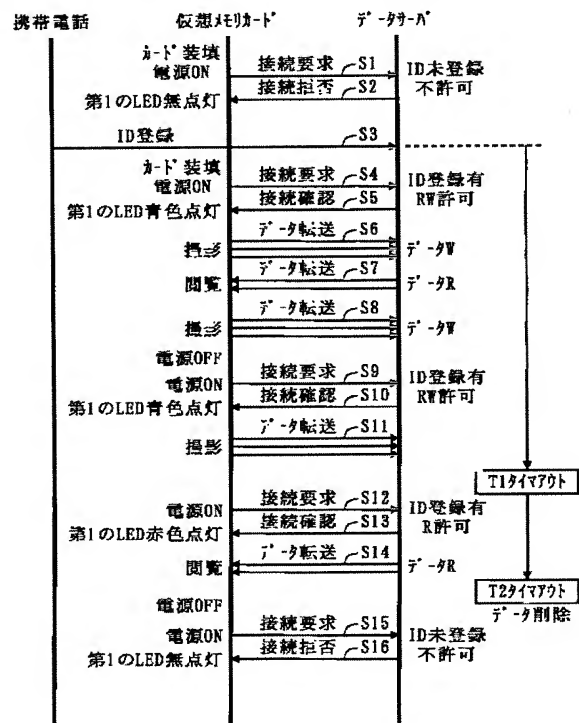 携帯電話 仮想メモリカード データサーバ
カード装填
電源ON 接続要求 S1 ID未登録
接続拒否 S2 不許可
第1のLED無点灯
ID登録 S3
カード装填
電源ON 接続要求 S4 ID登録有
接続確認 S5 RW許可
第1のLED青色点灯
データ転送 S6
撮影 データW
データ転送 S7
閲覧 データR
データ転送 S8
撮影 データW
電源OFF
接続要求 S9 ID登録有
電源ON
接続確認 S10 RW許可
第1のLED青色点灯
データ転送 S11
撮影
T1タイマアウト
電源ON 接続要求 S12 ID登録有
接続確認 S13 R許可
第1のLED赤色点灯
データ転送 S14
閲覧 データR
T2タイマアウト
電源OFF データ削除
接続要求 S15 ID未登録
電源ON
接続拒否 S16 不許可
第1のLED無点灯